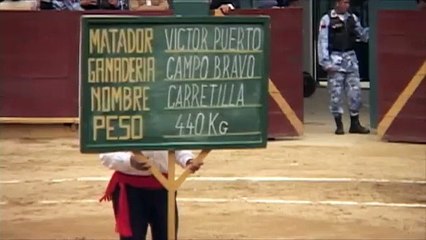 MATADOR VICTOR PUERTO
GANADERIA CAMPO BRAVO
NOMBRE CARRETILLA
PESO 440 KG